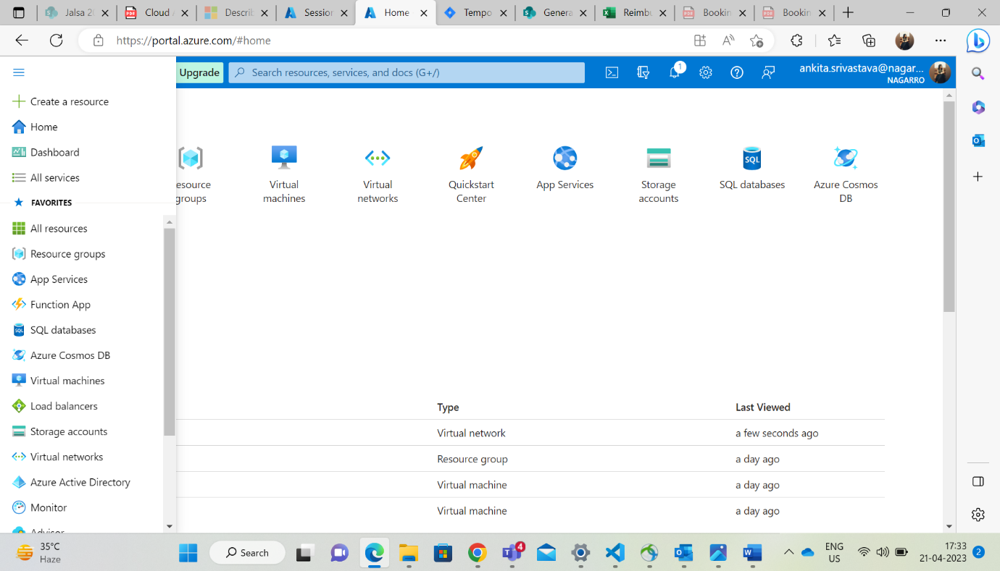 Jalsa 2
Cloud
Describ
Session
Home
Tempo
Genera
Reimbu
Bookin
Bookin
https://portal.azure.com/#home
Upgrade
Search resources, services, and docs (G+/)
1
ankita.srivastava@nagar...
NAGARRO
Create a resource
Home
Dashboard
All services
FAVORITES
All resources
Resource groups
App Services
Function App
SQL databases
Azure Cosmos DB
Virtual machines
Load balancers
Storage accounts
Virtual networks
Azure Active Directory
Monitor
Advisor
esource
groups
Virtual
machines
Virtual
networks
Quickstart
Center
App Services
Storage
accounts
SQL
SQL databases
Azure Cosmos
DB
Type
Last Viewed
Virtual network
a few seconds ago
Resource group
a day ago
Virtual machine
a day ago
Virtual machine
a day ago
35°C
Haze
Search
4
ENG
US
17:33
21-04-2023
2